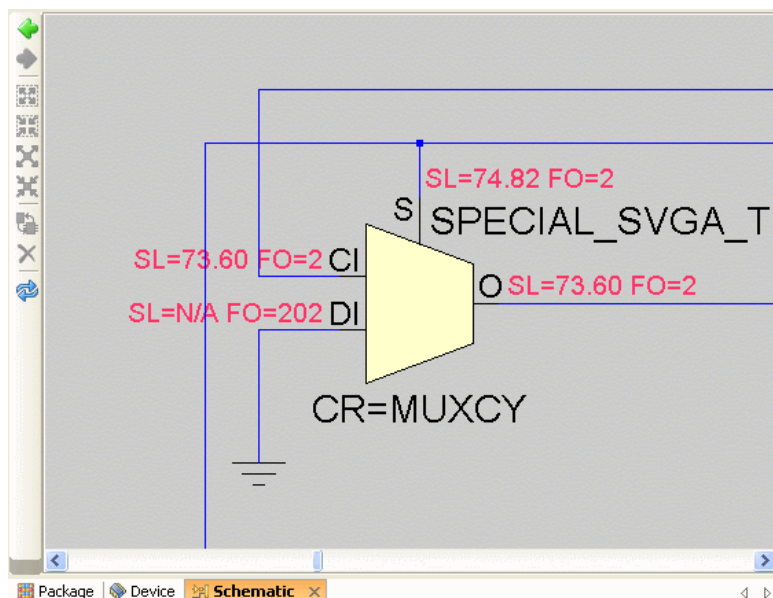 SL=74.82 FO=2
S
SPECIAL_SVGA_T
SL=73.60 FO=2 CI
O SL=73.60 FO=2
SL=N/A FO=202 DI
CR=MUXCY
Package Device Schematic